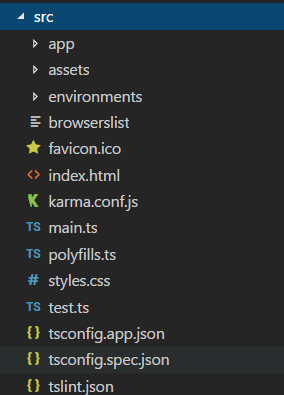 src
app
assets
environments
browserslist
favicon.ico
<> index.html
karma.conf.js
TS main.ts
TS polyfills.ts
# styles.css
TS test.ts
{ } tsconfig.app.json
{ } tsconfig.spec.json
{ } tslint.json